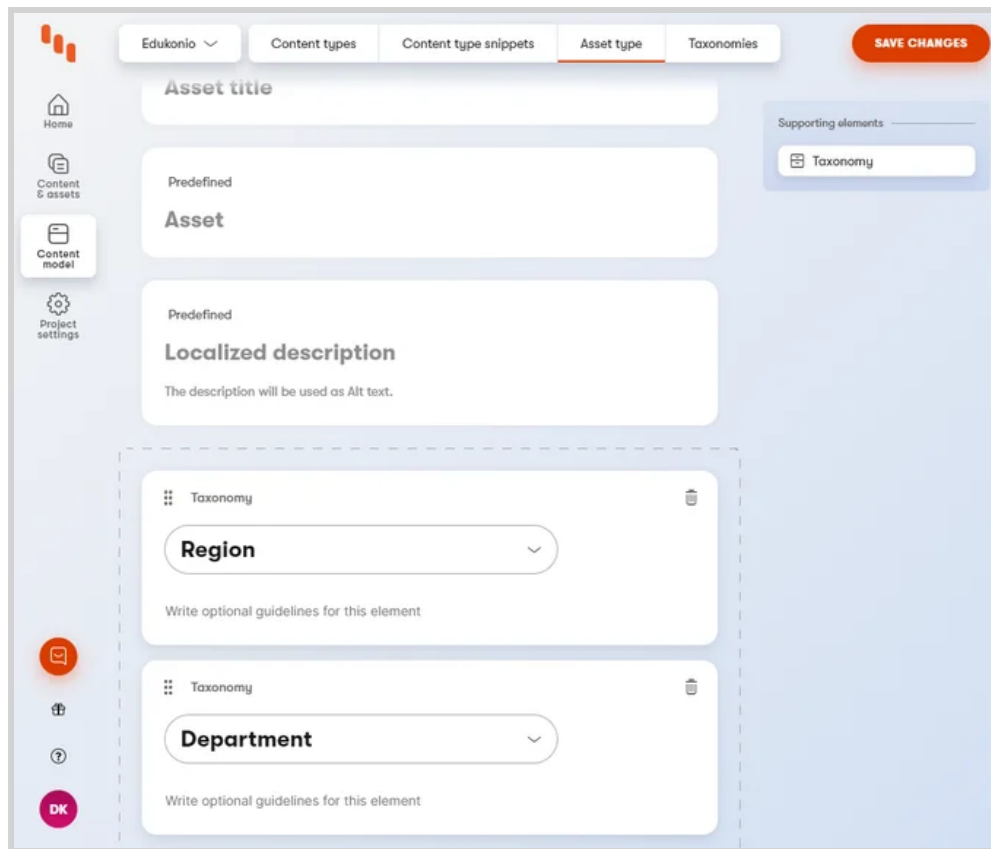 Edukonio
Content types
Content type snippets
Asset type
Taxonomies
SAVE CHANGES
Home
Content
& assets
Content
model
Project
settings
Asset title
Predefined
Asset
Predefined
Localized description
The description will be used as Alt text.
Taxonomy
Region
Write optional guidelines for this element
Taxonomy
Department
Write optional guidelines for this element
Supporting elements
Taxonomy
?
DK